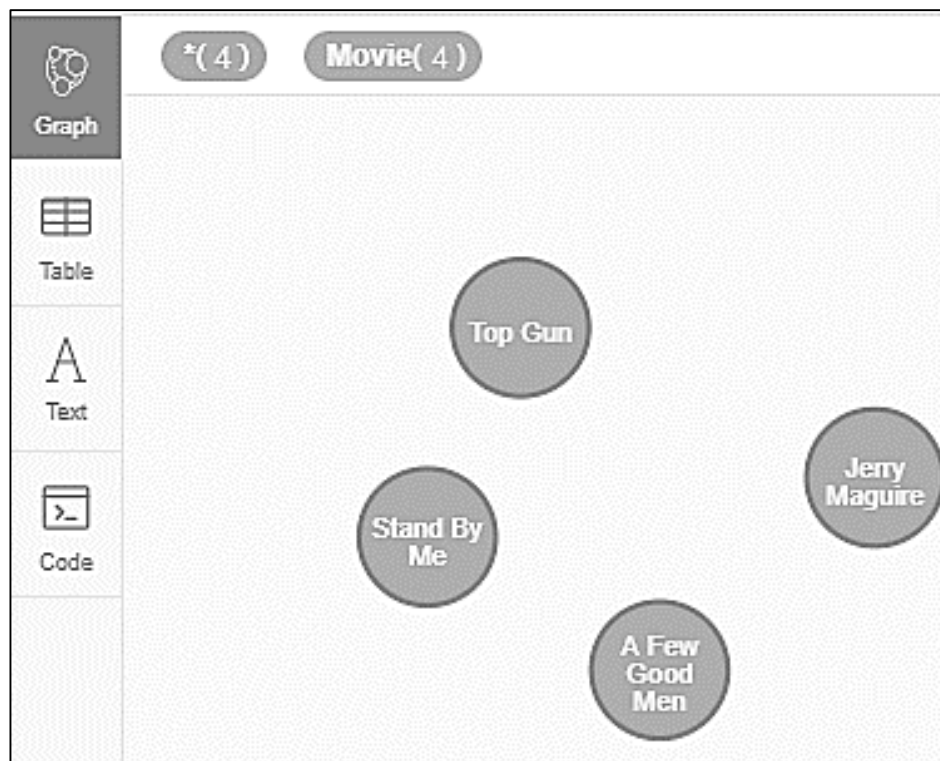 *( 4 ) Movie( 4 )
Graph
Table
Text
Code
Top Gun
Jerry
Maguire
Stand By
Me
A Few
Good
Men